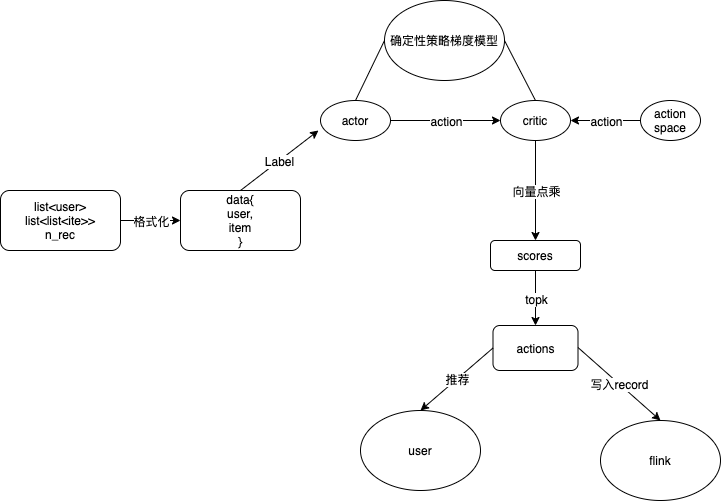 确定性策略梯度模型
actor
action
critic
action
action
space
Label
list<user>
list<list<ite>>
n_rec
格式化
data{
user,
item
}
向量点乘
scores
topk
actions
推荐
写入record
user
flink